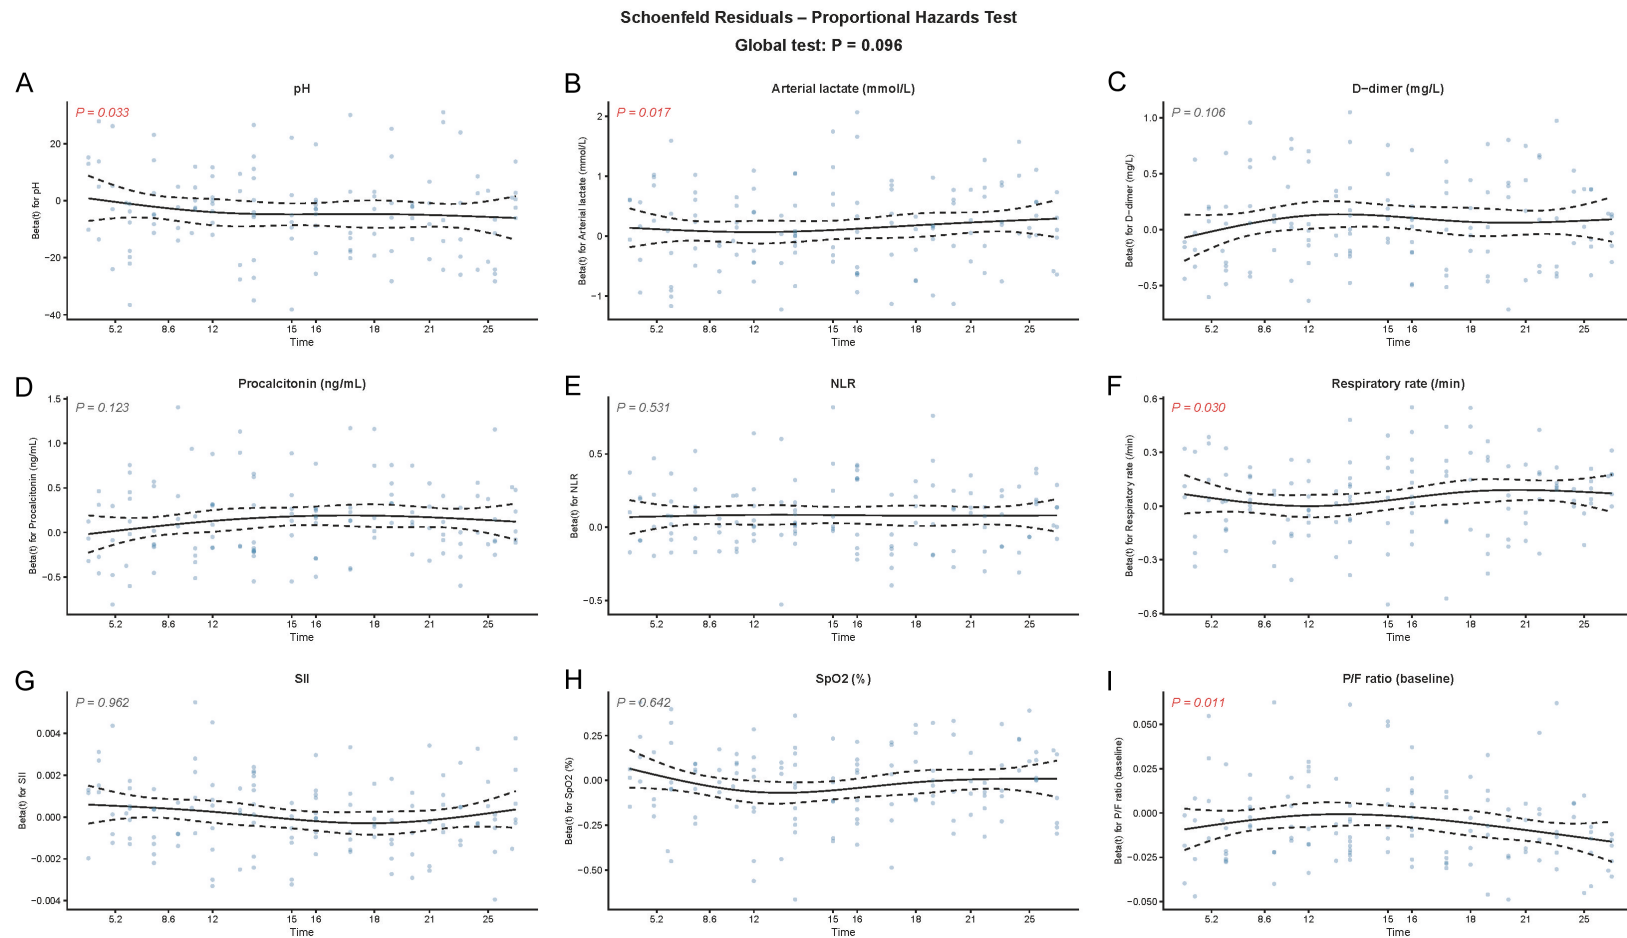 Schoenfeld Residuals – Proportional Hazards Test
Global test: P = 0.096
A
pH
P = 0.033
Beta(t) for pH
20
0
−20
−40
5.2 8.6 12 15 16 18 21 25
Time
B
Arterial lactate (mmol/L)
P = 0.017
Beta(t) for Arterial lactate (mmol/L)
2
1
0
−1
5.2 8.6 12 15 16 18 21 25
Time
C
D−dimer (mg/L)
P = 0.106
Beta(t) for D−dimer (mg/L)
1.0
0.5
0.0
−0.5
5.2 8.6 12 15 16 18 21 25
Time
D
Procalcitonin (ng/mL)
P = 0.123
Beta(t) for Procalcitonin (ng/mL)
1.5
1.0
0.5
0.0
−0.5
5.2 8.6 12 15 16 18 21 25
Time
E
NLR
P = 0.531
Beta(t) for NLR
0.5
0.0
−0.5
5.2 8.6 12 15 16 18 21 25
Time
F
Respiratory rate (/min)
P = 0.030
Beta(t) for Respiratory rate (/min)
0.6
0.3
0.0
−0.3
−0.6
5.2 8.6 12 15 16 18 21 25
Time
G
SII
P = 0.962
Beta(t) for SII
0.004
0.002
0.000
−0.002
−0.004
5.2 8.6 12 15 16 18 21 25
Time
H
SpO2 (%)
P = 0.642
Beta(t) for SpO2 (%)
0.25
0.00
−0.25
−0.50
5.2 8.6 12 15 16 18 21 25
Time
I
P/F ratio (baseline)
P = 0.011
Beta(t) for P/F ratio (baseline)
0.050
0.025
0.000
−0.025
−0.050
5.2 8.6 12 15 16 18 21 25
Time